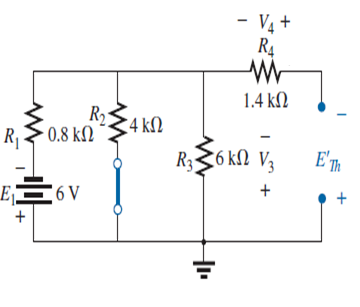 − V₄ +
R₄
1.4 kΩ
R₁ 0.8 kΩ
R₂ 4 kΩ
R₃ 6 kΩ
−
V₃
+
−
E'Th
+
−
E₁ 6 V
+